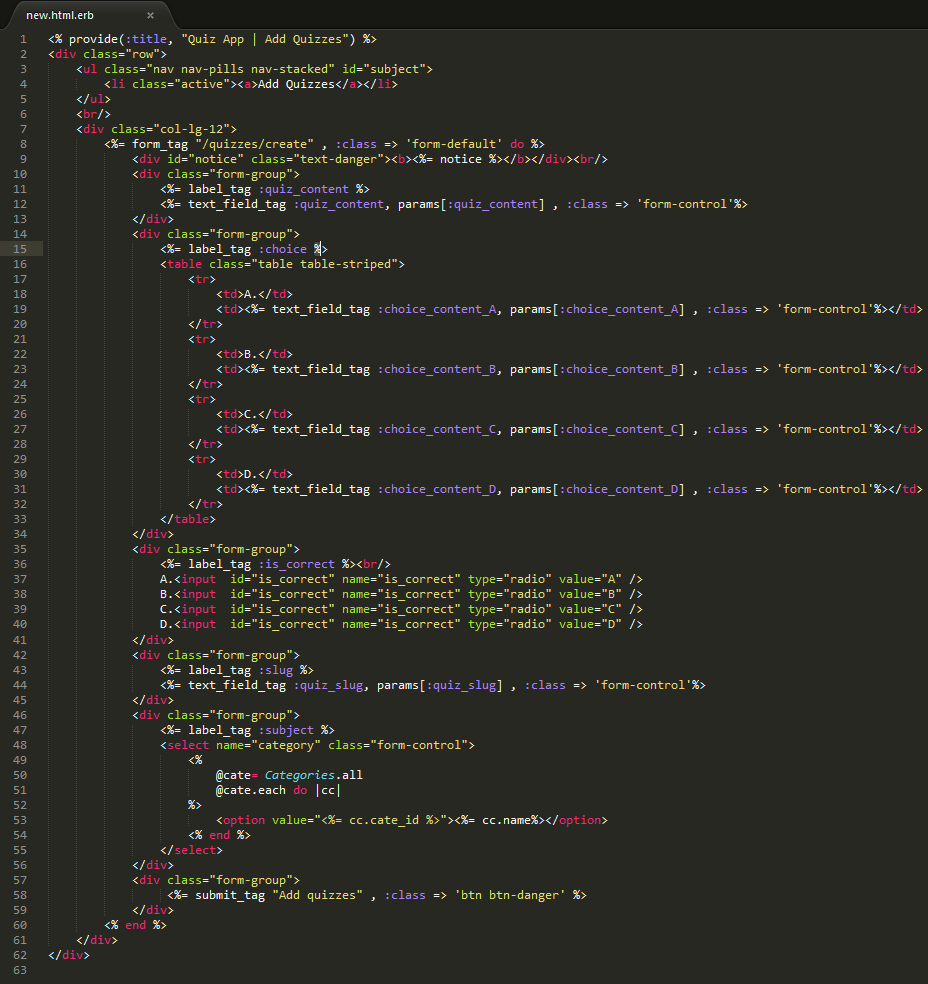 new.html.erb ×
1 <% provide(:title, "Quiz App | Add Quizzes") %>
2 <div class="row">
3     <ul class="nav nav-pills nav-stacked" id="subject">
4         <li class="active"><a>Add Quizzes</a></li>
5     </ul>
6     <br/>
7     <div class="col-lg-12">
8         <%= form_tag "/quizzes/create" , :class => 'form-default' do %>
9             <div id="notice" class="text-danger"><b><%= notice %></b></div><br/>
10             <div class="form-group">
11                 <%= label_tag :quiz_content %>
12                 <%= text_field_tag :quiz_content, params[:quiz_content] , :class => 'form-control'%>
13             </div>
14             <div class="form-group">
15                 <%= label_tag :choice %>
16                 <table class="table table-striped">
17                     <tr>
18                         <td>A.</td>
19                         <td><%= text_field_tag :choice_content_A, params[:choice_content_A] , :class => 'form-control'%></td>
20                     </tr>
21                     <tr>
22                         <td>B.</td>
23                         <td><%= text_field_tag :choice_content_B, params[:choice_content_B] , :class => 'form-control'%></td>
24                     </tr>
25                     <tr>
26                         <td>C.</td>
27                         <td><%= text_field_tag :choice_content_C, params[:choice_content_C] , :class => 'form-control'%></td>
28                     </tr>
29                     <tr>
30                         <td>D.</td>
31                         <td><%= text_field_tag :choice_content_D, params[:choice_content_D] , :class => 'form-control'%></td>
32                     </tr>
33                 </table>
34             </div>
35             <div class="form-group">
36                 <%= label_tag :is_correct %><br/>
37                 A.<input  id="is_correct" name="is_correct" type="radio" value="A" />
38                 B.<input  id="is_correct" name="is_correct" type="radio" value="B" />
39                 C.<input  id="is_correct" name="is_correct" type="radio" value="C" />
40                 D.<input  id="is_correct" name="is_correct" type="radio" value="D" />
41             </div>
42             <div class="form-group">
43                 <%= label_tag :slug %>
44                 <%= text_field_tag :quiz_slug, params[:quiz_slug] , :class => 'form-control'%>
45             </div>
46             <div class="form-group">
47                 <%= label_tag :subject %>
48                 <select name="category" class="form-control">
49                     <%
50                         @cate= Categories.all
51                         @cate.each do |cc|
52                     %>
53                         <option value="<%= cc.cate_id %>"><%= cc.name%></option>
54                     <% end %>
55                 </select>
56             </div>
57             <div class="form-group">
58                  <%= submit_tag "Add quizzes" , :class => 'btn btn-danger' %>
59             </div>
60         <% end %>
61     </div>
62 </div>
63